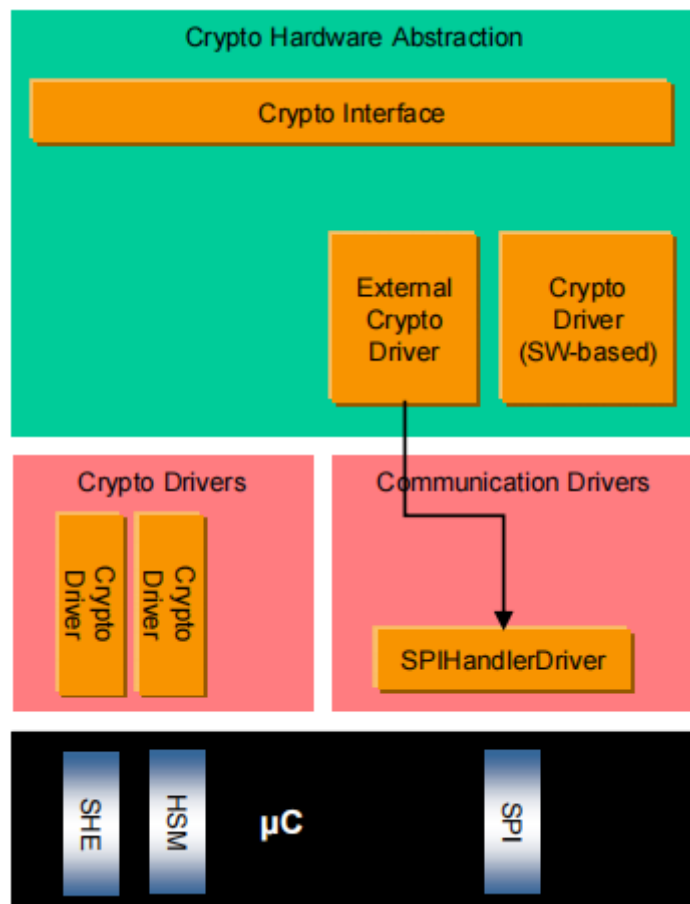 Crypto Hardware Abstraction
Crypto Interface
External
Crypto
Driver
Crypto
Driver
(SW-based)
Crypto Drivers
Communication Drivers
Crypto
Driver
Crypto
Driver
SPIHandlerDriver
SHE
HSM
µC
SPI